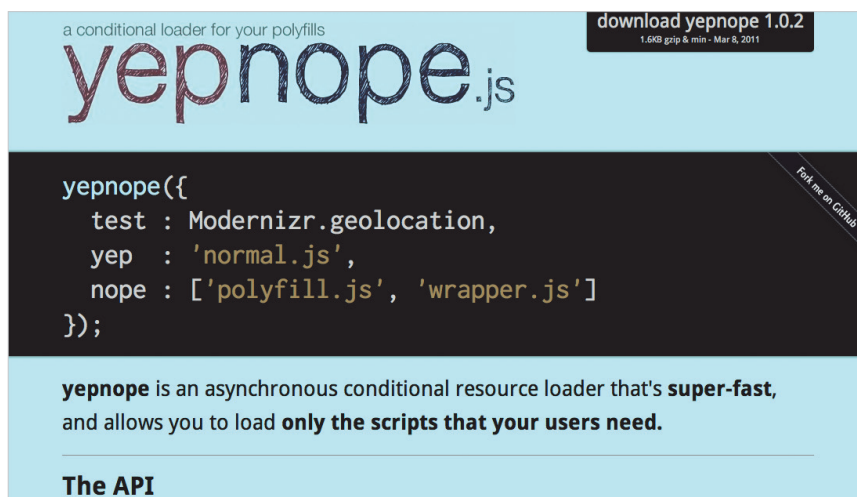 a conditional loader for your polyfills
yepnope.js
download yepnope 1.0.2
1.6KB gzip & min - Mar 8, 2011
Fork me on GitHub
yepnope({
  test : Modernizr.geolocation,
  yep  : 'normal.js',
  nope : ['polyfill.js', 'wrapper.js']
});
yepnope is an asynchronous conditional resource loader that's super-fast,
and allows you to load only the scripts that your users need.
The API